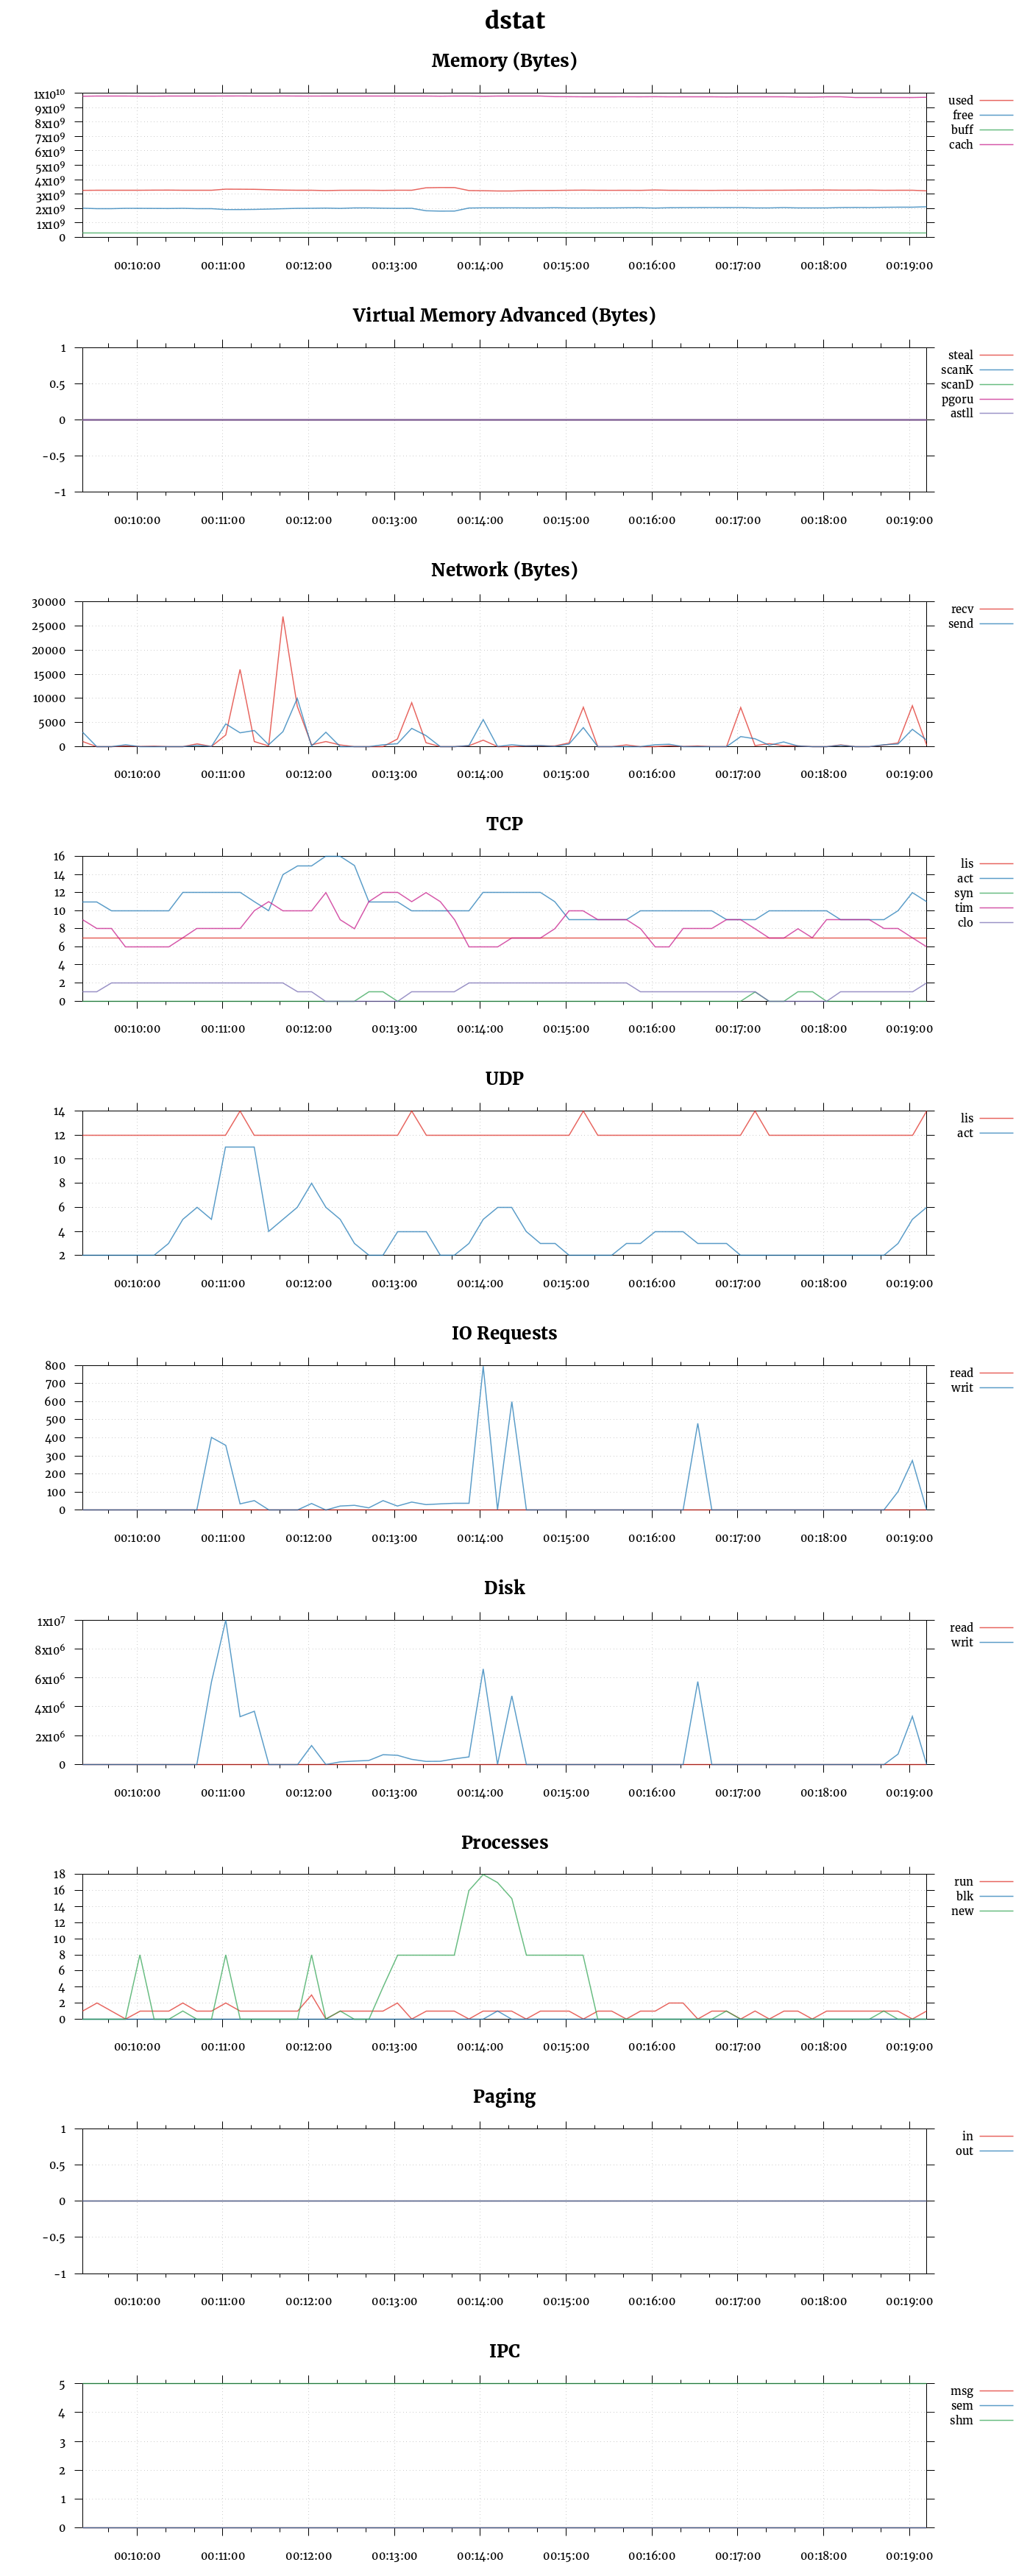 dstat
Memory (Bytes)
1x10¹⁰
9x10⁹
8x10⁹
7x10⁹
6x10⁹
5x10⁹
4x10⁹
3x10⁹
2x10⁹
1x10⁹
0
00:10:00 00:11:00 00:12:00 00:13:00 00:14:00 00:15:00 00:16:00 00:17:00 00:18:00 00:19:00
used
free
buff
cach
Virtual Memory Advanced (Bytes)
1
0.5
0
-0.5
-1
00:10:00 00:11:00 00:12:00 00:13:00 00:14:00 00:15:00 00:16:00 00:17:00 00:18:00 00:19:00
steal
scanK
scanD
pgoru
astll
Network (Bytes)
30000
25000
20000
15000
10000
5000
0
00:10:00 00:11:00 00:12:00 00:13:00 00:14:00 00:15:00 00:16:00 00:17:00 00:18:00 00:19:00
recv
send
TCP
16
14
12
10
8
6
4
2
0
00:10:00 00:11:00 00:12:00 00:13:00 00:14:00 00:15:00 00:16:00 00:17:00 00:18:00 00:19:00
lis
act
syn
tim
clo
UDP
14
12
10
8
6
4
2
00:10:00 00:11:00 00:12:00 00:13:00 00:14:00 00:15:00 00:16:00 00:17:00 00:18:00 00:19:00
lis
act
IO Requests
800
700
600
500
400
300
200
100
0
00:10:00 00:11:00 00:12:00 00:13:00 00:14:00 00:15:00 00:16:00 00:17:00 00:18:00 00:19:00
read
writ
Disk
1x10⁷
8x10⁶
6x10⁶
4x10⁶
2x10⁶
0
00:10:00 00:11:00 00:12:00 00:13:00 00:14:00 00:15:00 00:16:00 00:17:00 00:18:00 00:19:00
read
writ
Processes
18
16
14
12
10
8
6
4
2
0
00:10:00 00:11:00 00:12:00 00:13:00 00:14:00 00:15:00 00:16:00 00:17:00 00:18:00 00:19:00
run
blk
new
Paging
1
0.5
0
-0.5
-1
00:10:00 00:11:00 00:12:00 00:13:00 00:14:00 00:15:00 00:16:00 00:17:00 00:18:00 00:19:00
in
out
IPC
5
4
3
2
1
0
00:10:00 00:11:00 00:12:00 00:13:00 00:14:00 00:15:00 00:16:00 00:17:00 00:18:00 00:19:00
msg
sem
shm